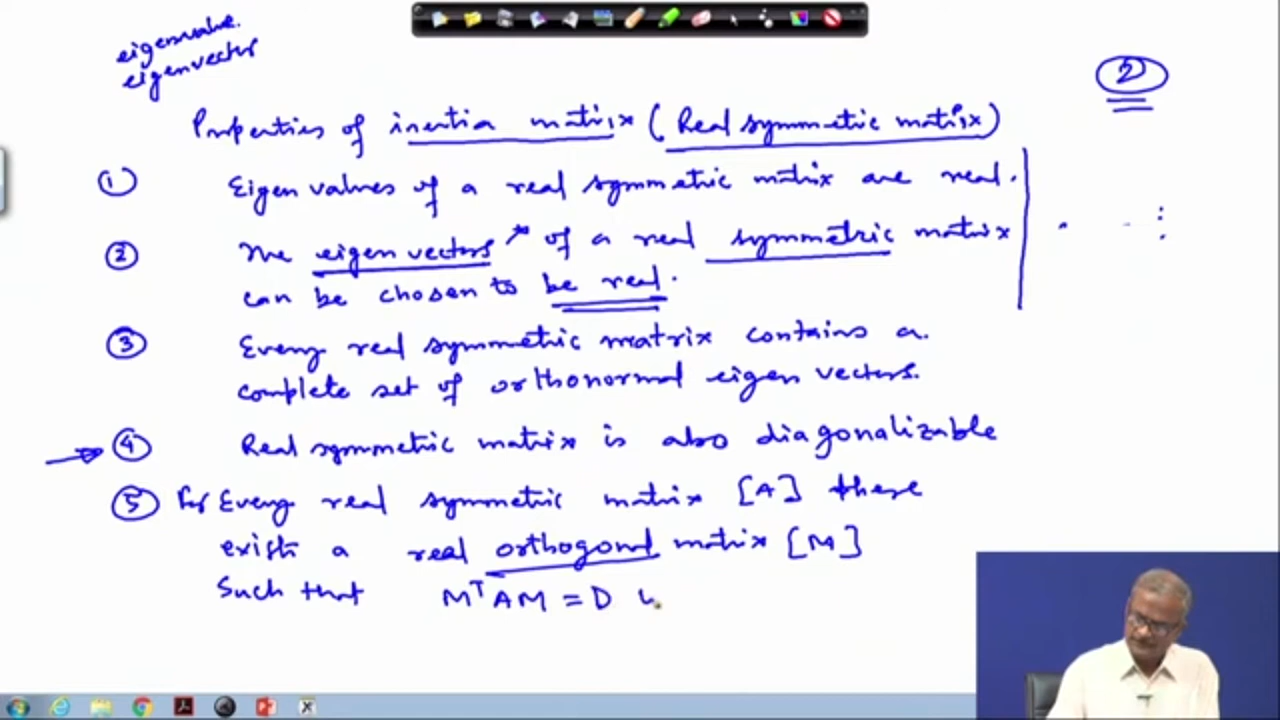 eigenvalue.
eigenvector
②
Properties of inertia matrix (Real symmetric matrix)
① Eigen values of a real symmetric matrix are real.
② The eigen vectors of a real symmetric matrix
can be chosen to be real.
③ Every real symmetric matrix contains a
complete set of orthonormal eigen vectors.
④ Real symmetric matrix is also diagonalizable
⑤ For Every real symmetric matrix [A] there
exists a real orthogonal matrix [M]
Such that MᵀAM = D